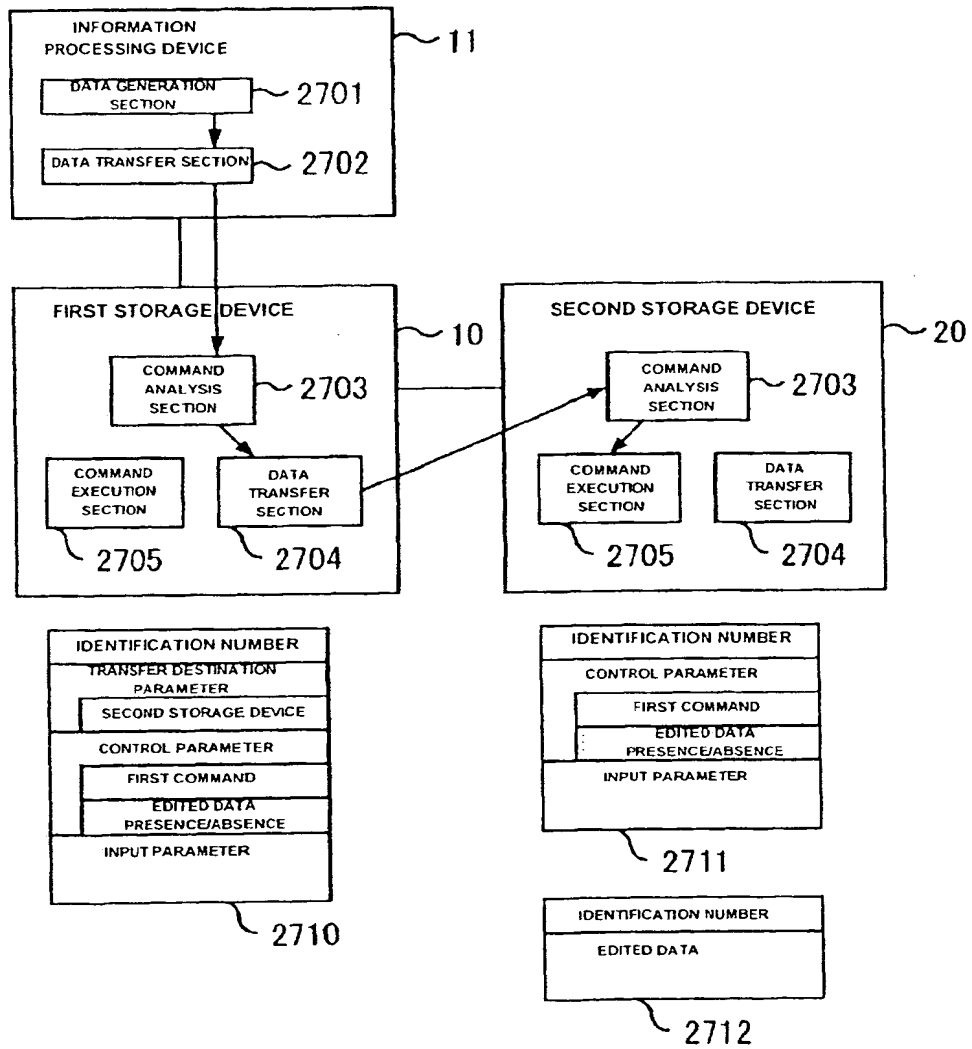 INFORMATION
PROCESSING DEVICE
11
DATA GENERATION
SECTION
2701
DATA TRANSFER SECTION
2702
FIRST STORAGE DEVICE
10
COMMAND
ANALYSIS
SECTION
2703
COMMAND
EXECUTION
SECTION
2705
DATA
TRANSFER
SECTION
2704
SECOND STORAGE DEVICE
20
COMMAND
ANALYSIS
SECTION
2703
COMMAND
EXECUTION
SECTION
2705
DATA
TRANSFER
SECTION
2704
IDENTIFICATION NUMBER
TRANSFER DESTINATION
PARAMETER
SECOND STORAGE DEVICE
CONTROL PARAMETER
FIRST COMMAND
EDITED DATA
PRESENCE/ABSENCE
INPUT PARAMETER
2710
IDENTIFICATION NUMBER
CONTROL PARAMETER
FIRST COMMAND
EDITED DATA
PRESENCE/ABSENCE
INPUT PARAMETER
2711
IDENTIFICATION NUMBER
EDITED DATA
2712